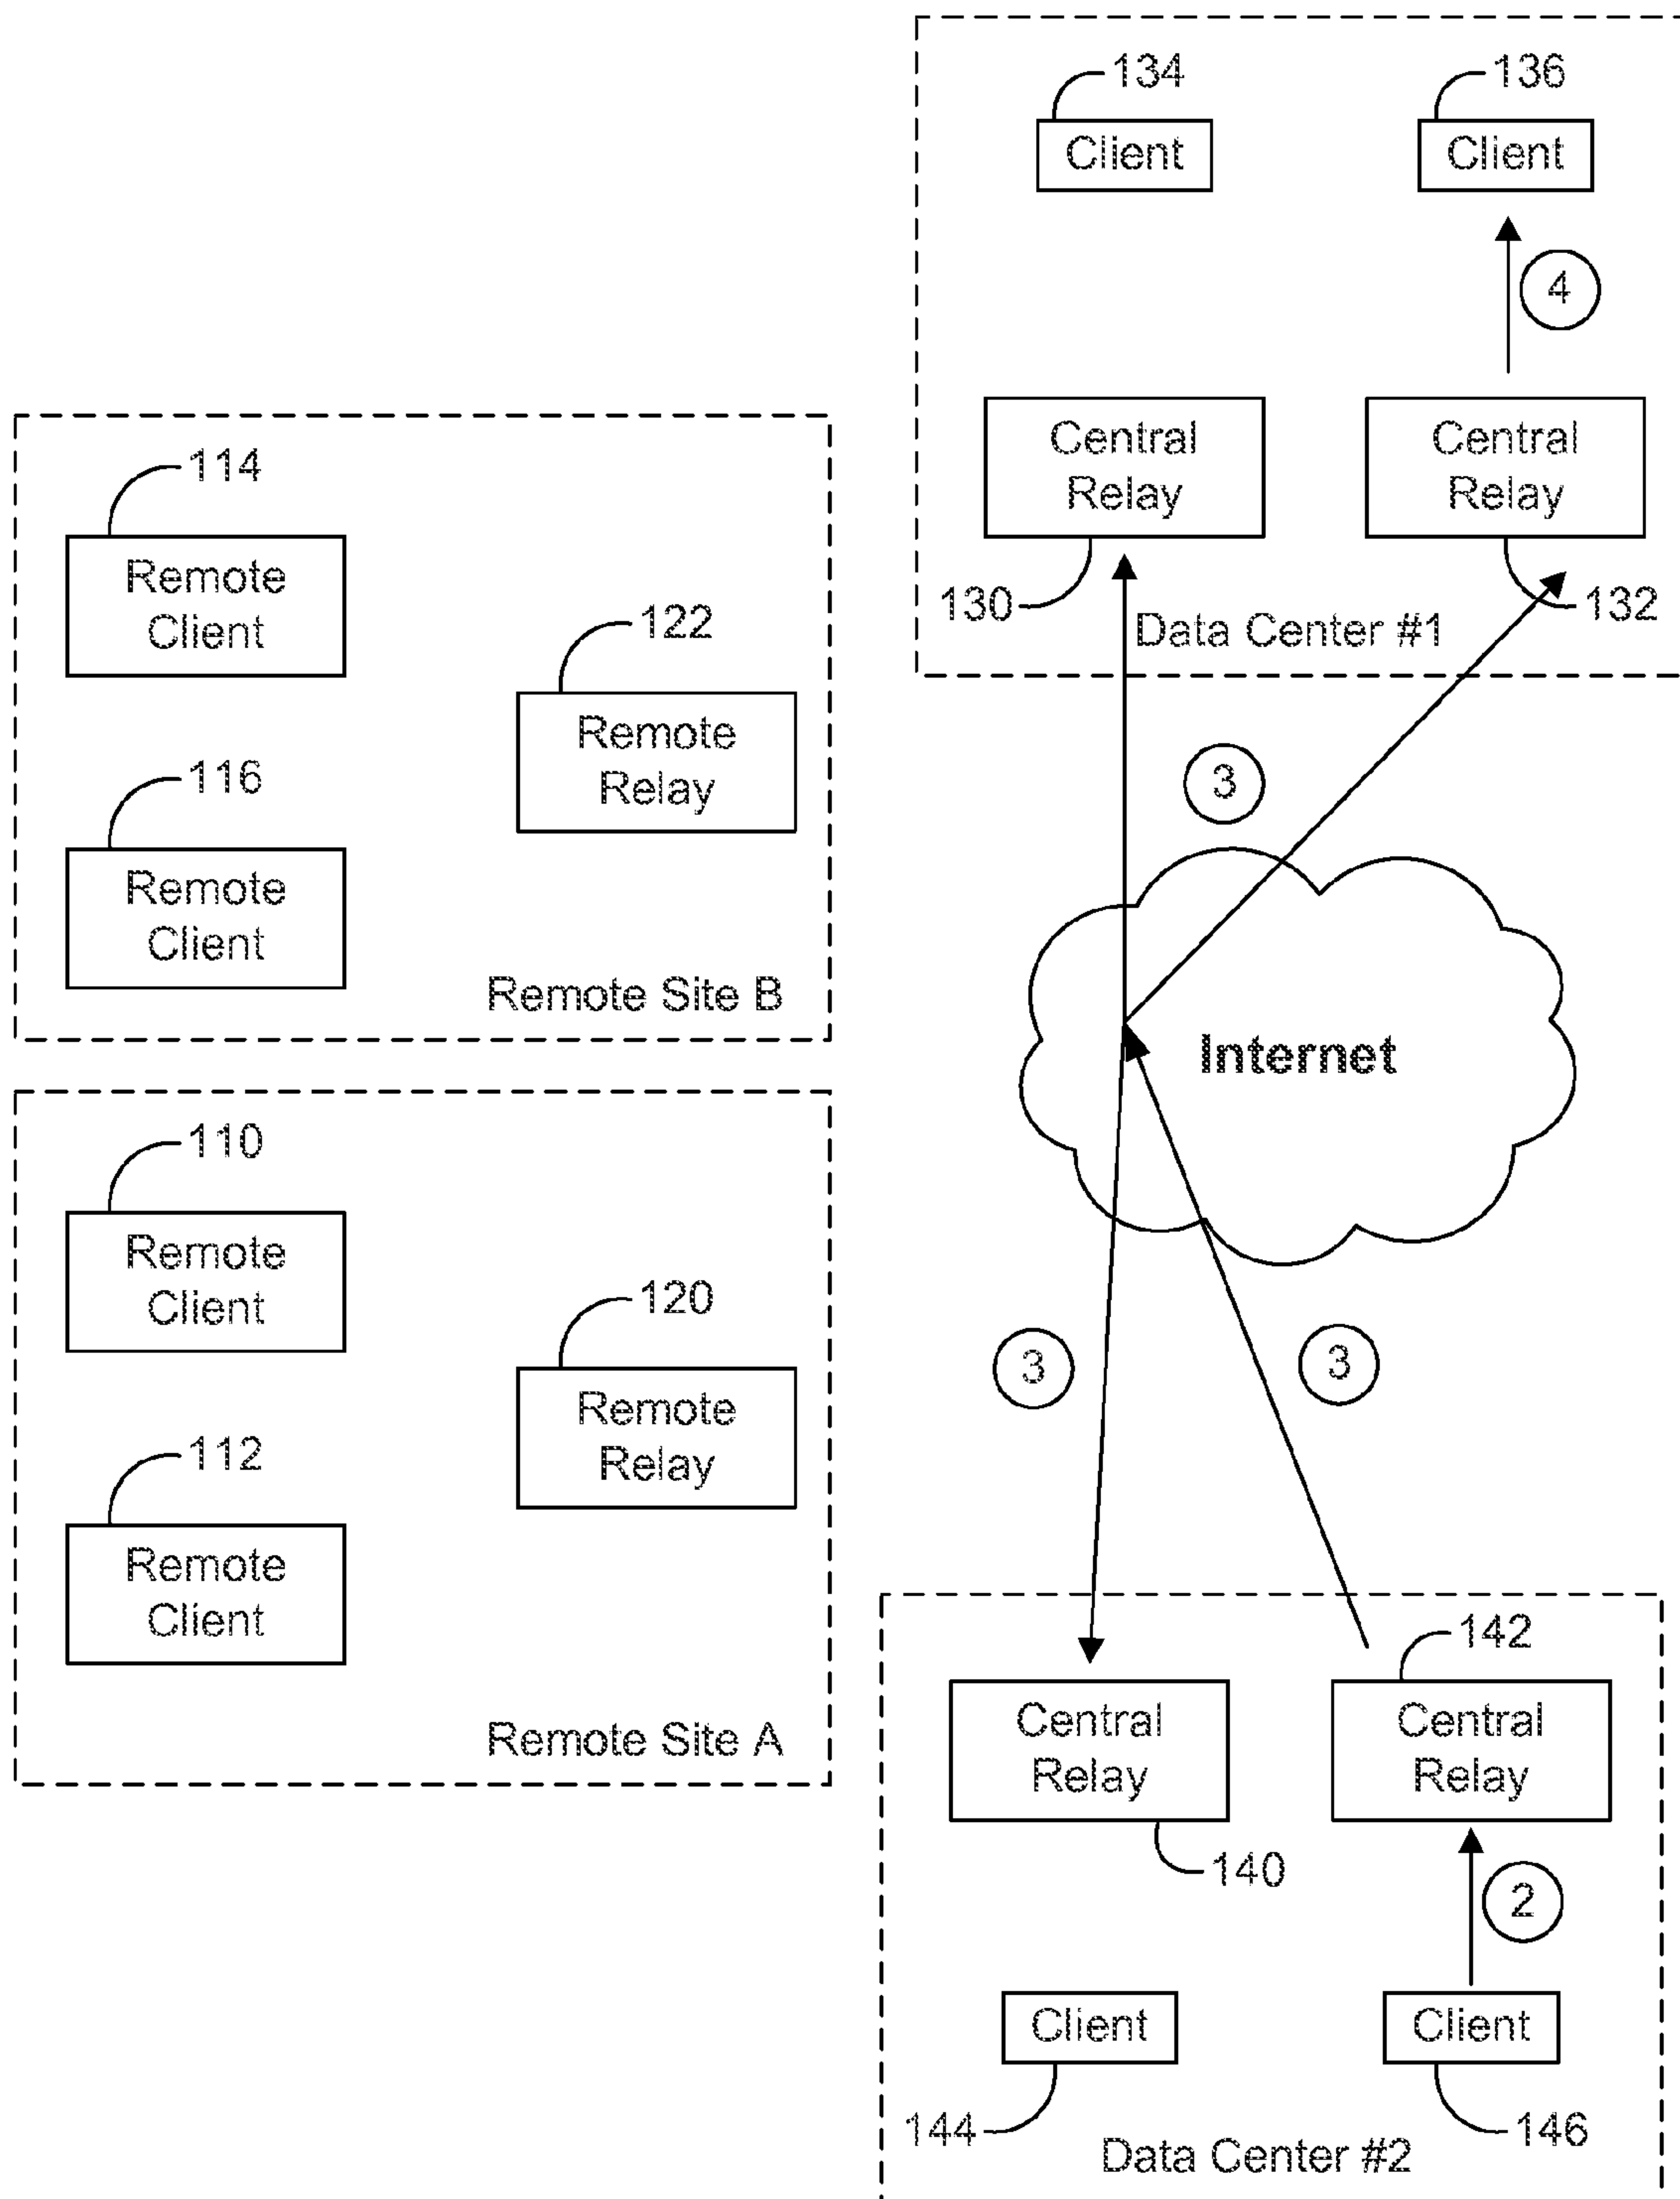 134
136
Client
Client
4
Central
Relay
Central
Relay
130
132
Data Center #1
114
Remote
Client
122
Remote
Relay
116
Remote
Client
Remote Site B
3
Internet
110
Remote
Client
120
Remote
Relay
112
Remote
Client
Remote Site A
3
3
142
Central
Relay
Central
Relay
140
2
Client
Client
144
146
Data Center #2